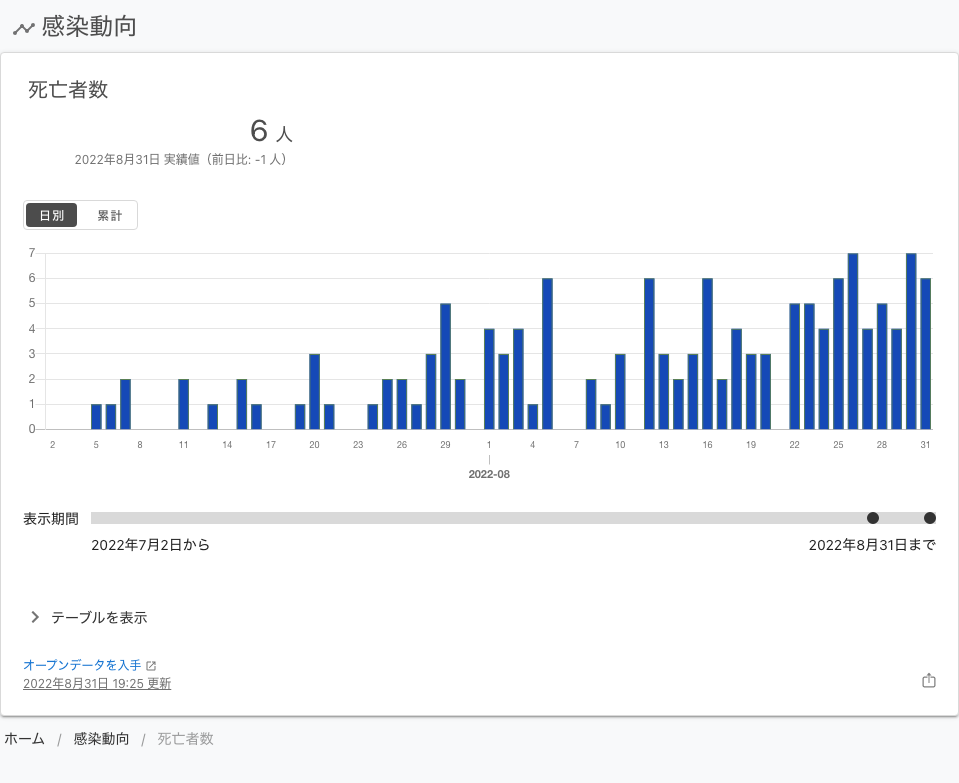 感染動向
死亡者数
6 人
2022年8月31日 実績値（前日比: -1 人）
日別 累計
7
6
5
4
3
2
1
0
2 5 8 11 14 17 20 23 26 29 1 4 7 10 13 16 19 22 25 28 31
2022-08
表示期間
2022年7月2日から 2022年8月31日まで
テーブルを表示
オープンデータを入手
2022年8月31日 19:25 更新
ホーム / 感染動向 / 死亡者数